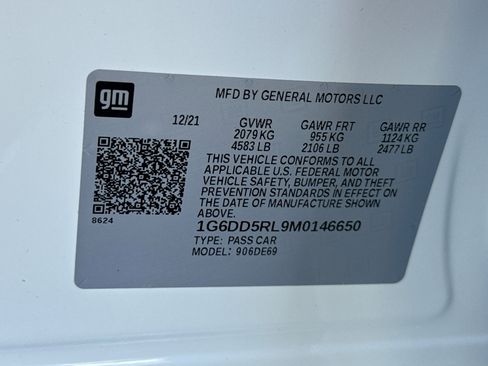 gm
MFD BY GENERAL MOTORS LLC
12/21 GVWR GAWR FRT GAWR RR
2079 KG 955 KG 1124 KG
4583 LB 2106 LB 2477 LB
THIS VEHICLE CONFORMS TO ALL
APPLICABLE U.S. FEDERAL MOTOR
VEHICLE SAFETY, BUMPER, AND THEFT
PREVENTION STANDARDS IN EFFECT ON
THE DATE OF MANUFACTURE SHOWN
ABOVE.
8624
1G6DD5RL9M0146650
TYPE: PASS CAR
MODEL: 906DE69